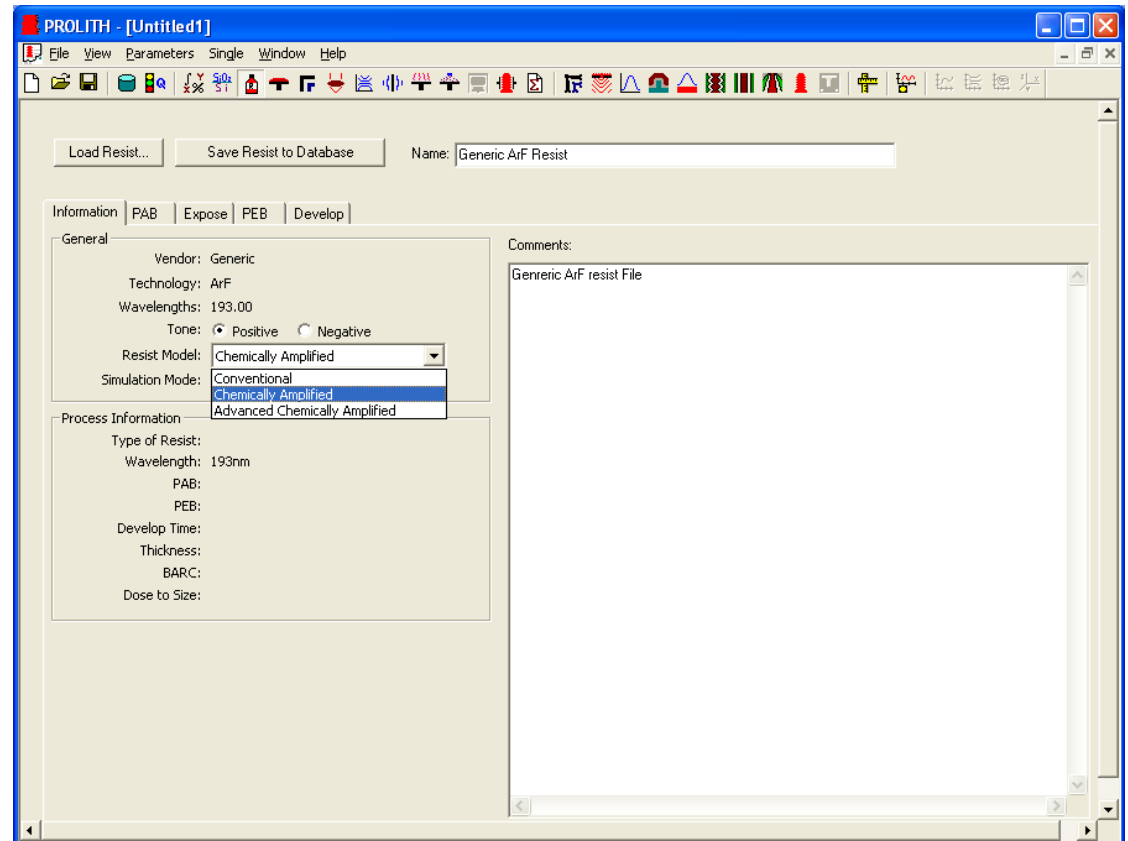 PROLITH - [Untitled1]
File View Parameters Single Window Help
Load Resist... Save Resist to Database Name: Generic ArF Resist
Information PAB Expose PEB Develop
General
Vendor: Generic
Technology: ArF
Wavelengths: 193.00
Tone: Positive Negative
Resist Model: Chemically Amplified
Simulation Mode: Conventional
Chemically Amplified
Advanced Chemically Amplified
Process Information
Type of Resist:
Wavelength: 193nm
PAB:
PEB:
Develop Time:
Thickness:
BARC:
Dose to Size:
Comments:
Genreric ArF resist File